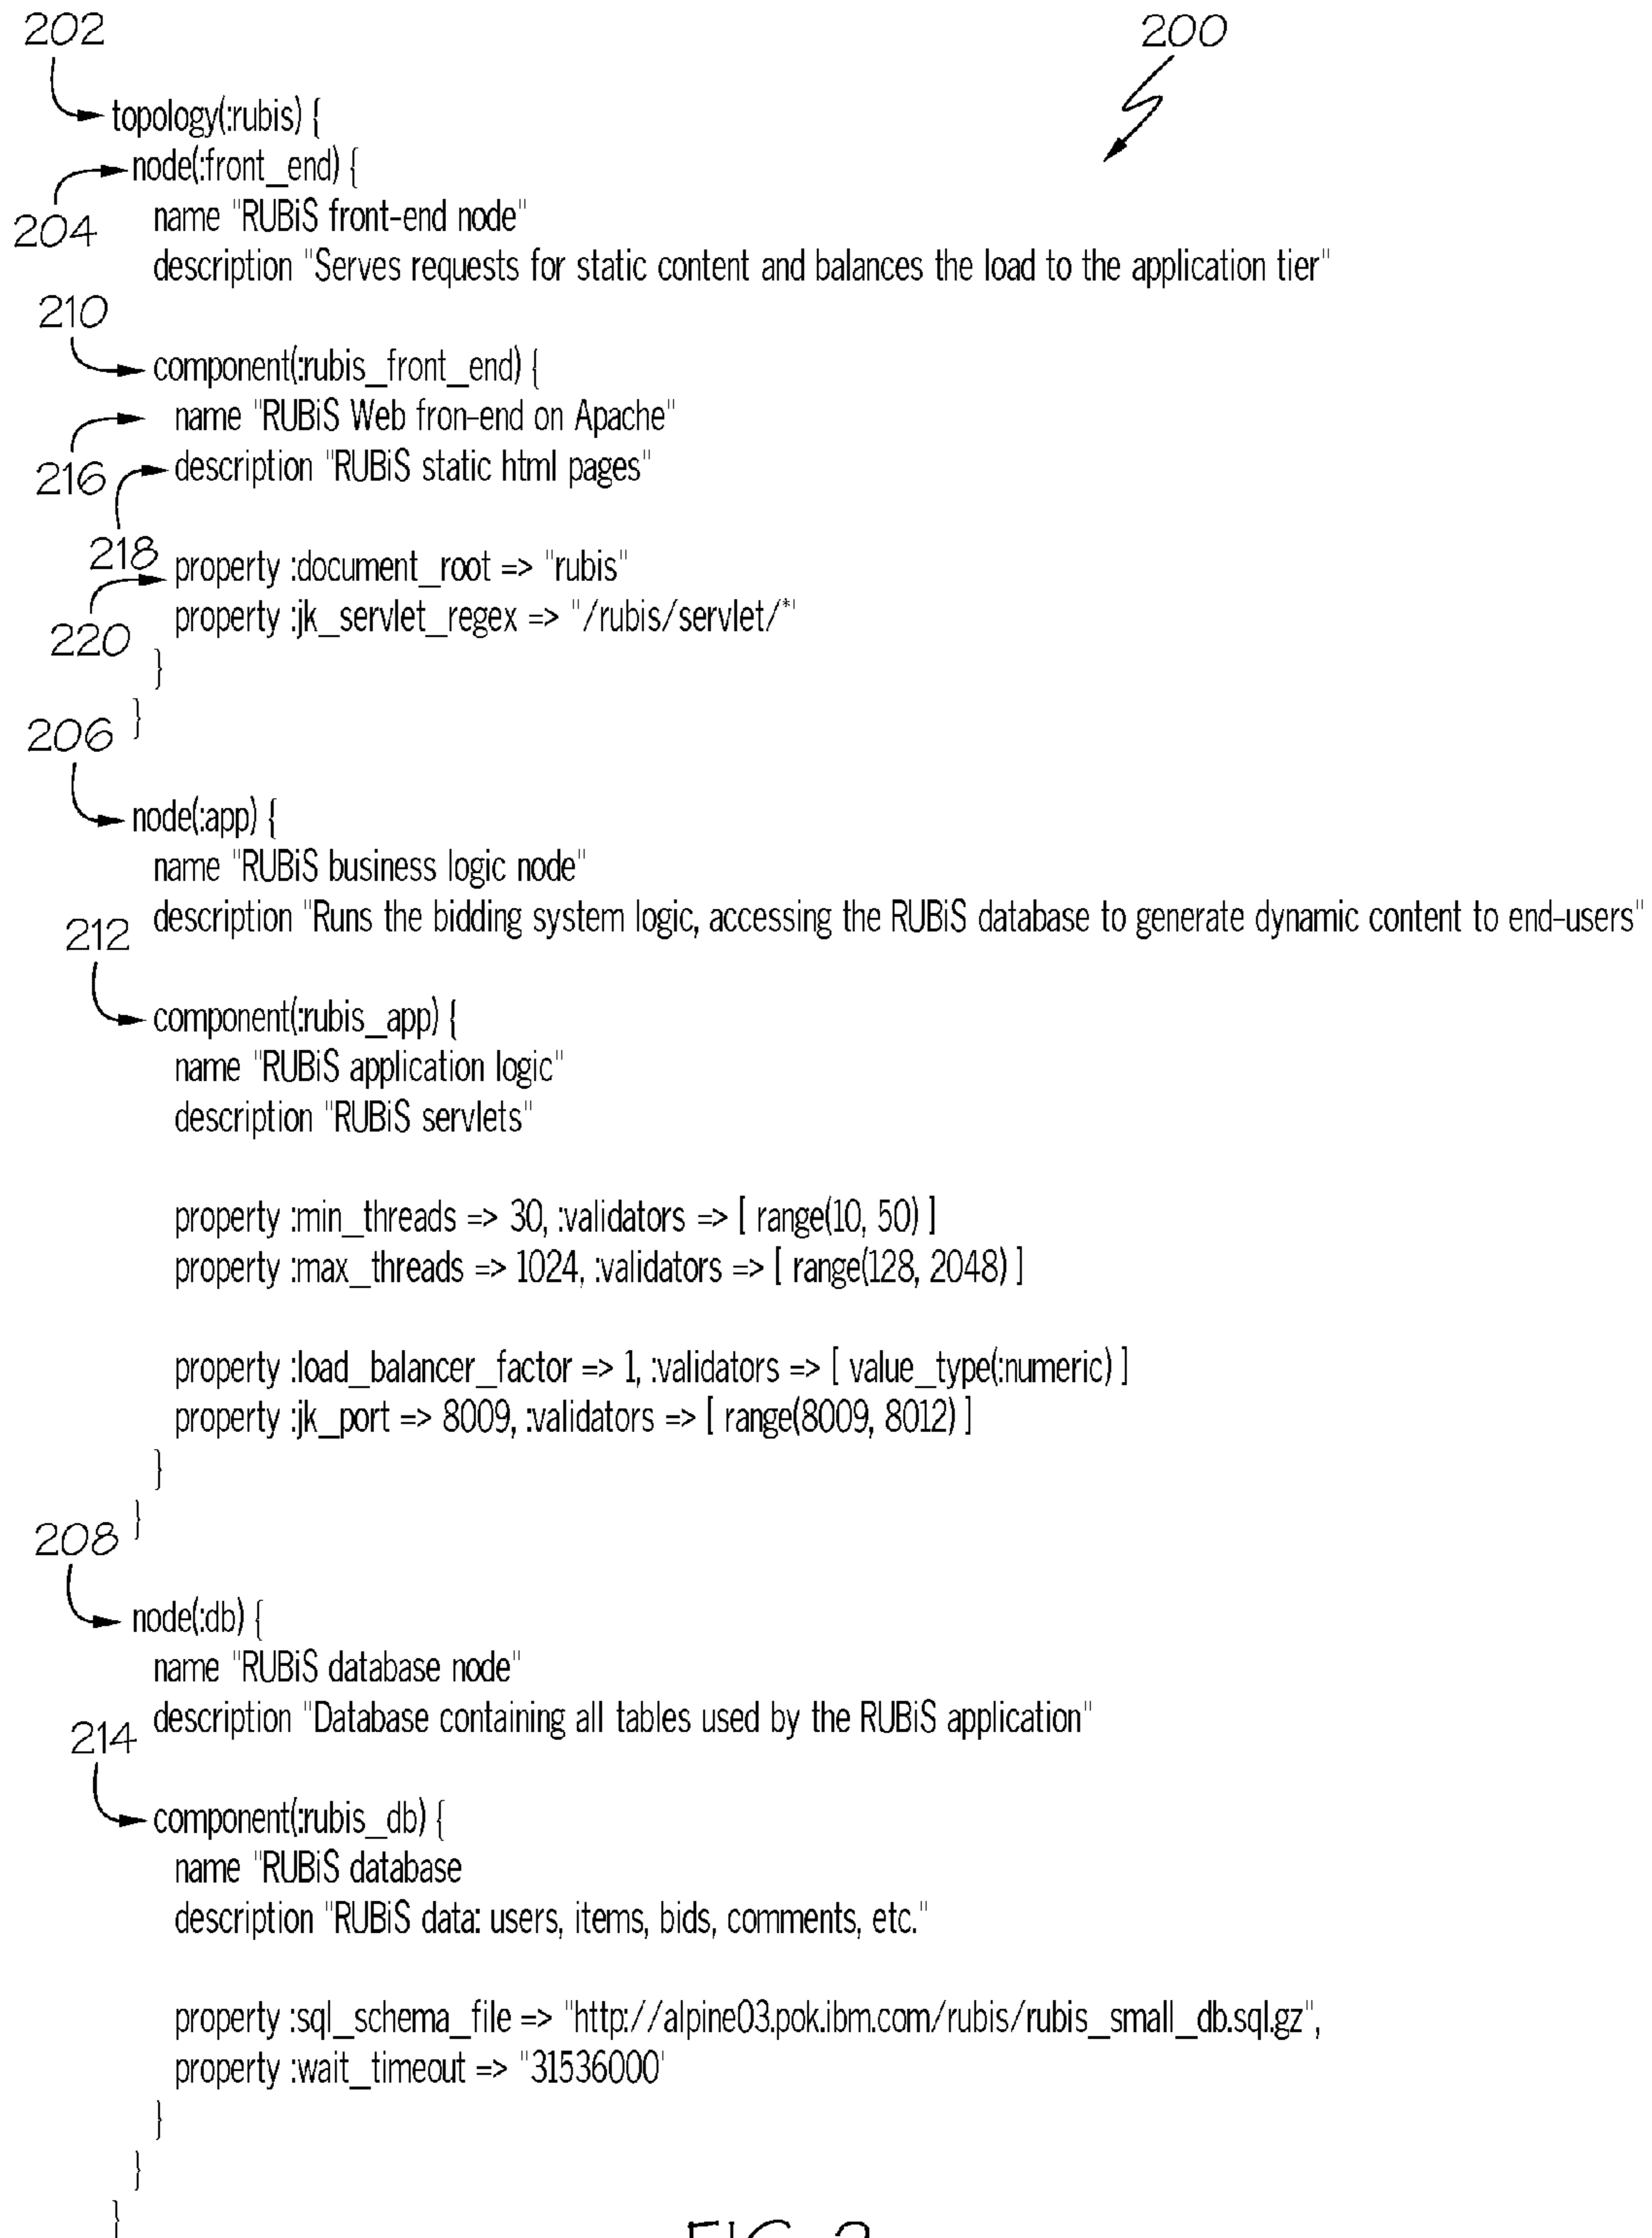 202
200
topology(:rubis) {
node(:front_end) {
204
name "RUBiS front-end node"
description "Serves requests for static content and balances the load to the application tier"
210
component(:rubis_front_end) {
name "RUBiS Web fron-end on Apache"
216
description "RUBiS static html pages"
218
property :document_root => "rubis"
220
property :jk_servlet_regex => "/rubis/servlet/*'
}
}
206
node(:app) {
name "RUBiS business logic node"
description "Runs the bidding system logic, accessing the RUBiS database to generate dynamic content to end-users"
212
component(:rubis_app) {
name "RUBiS application logic"
description "RUBiS servlets"
property :min_threads => 30, :validators => [ range(10, 50) ]
property :max_threads => 1024, :validators => [ range(128, 2048) ]
property :load_balancer_factor => 1, :validators => [ value_type(:numeric) ]
property :jk_port => 8009, :validators => [ range(8009, 8012) ]
}
}
208
node(:db) {
name "RUBiS database node"
description "Database containing all tables used by the RUBiS application"
214
component(:rubis_db) {
name "RUBiS database
description "RUBiS data: users, items, bids, comments, etc."
property :sql_schema_file => "http://alpine03.pok.ibm.com/rubis/rubis_small_db.sql.gz",
property :wait_timeout => "31536000'
}
}
}
FIG. 2